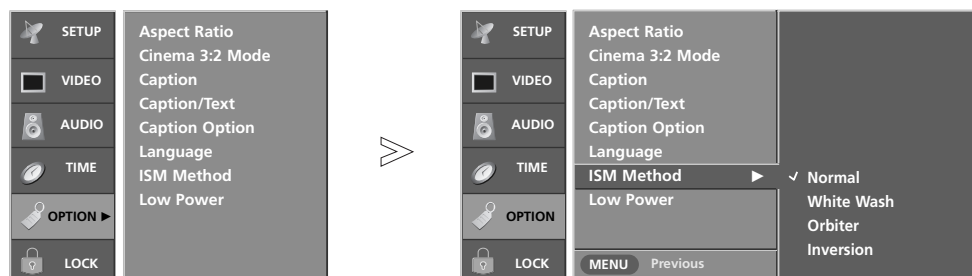 SETUP
VIDEO
AUDIO
TIME
OPTION ►
LOCK
Aspect Ratio
Cinema 3:2 Mode
Caption
Caption/Text
Caption Option
Language
ISM Method
Low Power
SETUP
VIDEO
AUDIO
TIME
OPTION
LOCK
Aspect Ratio
Cinema 3:2 Mode
Caption
Caption/Text
Caption Option
Language
ISM Method ►
Low Power
MENU Previous
✓ Normal
White Wash
Orbiter
Inversion